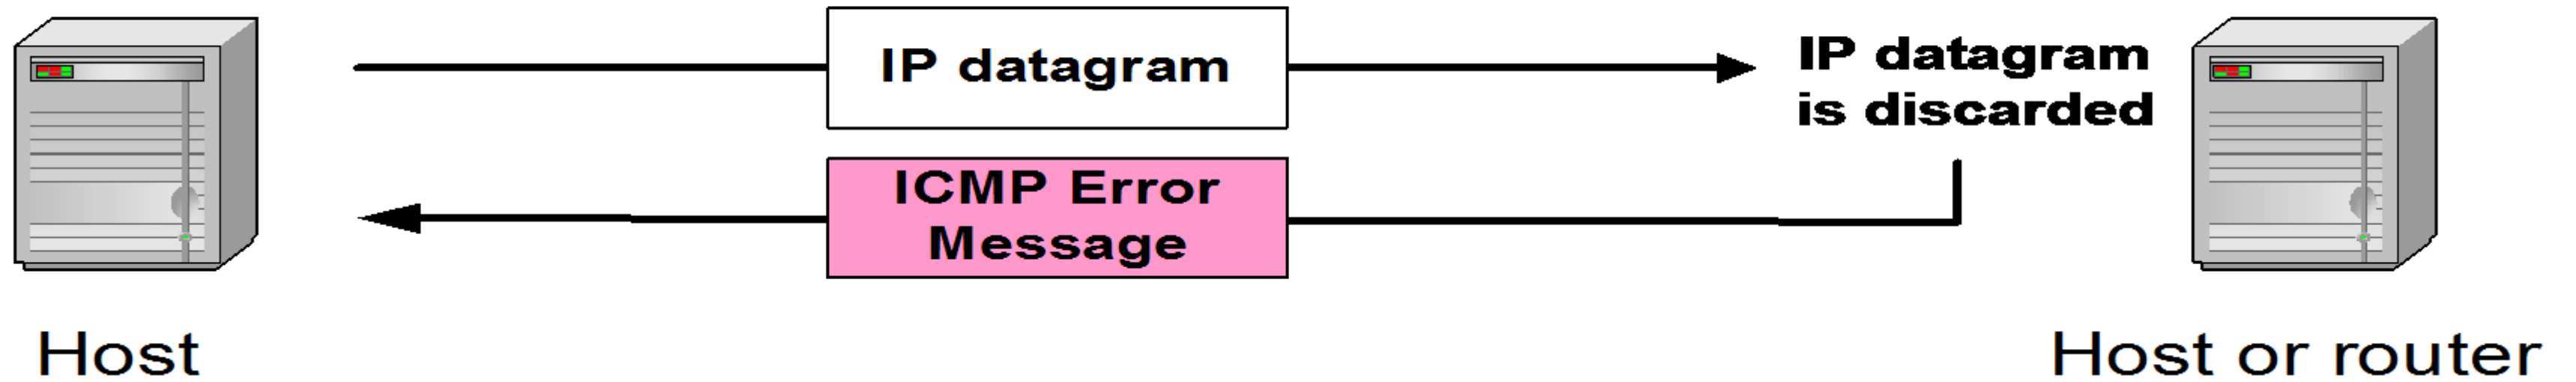 IP datagram
IP datagram
is discarded
ICMP Error
Message
Host
Host or router